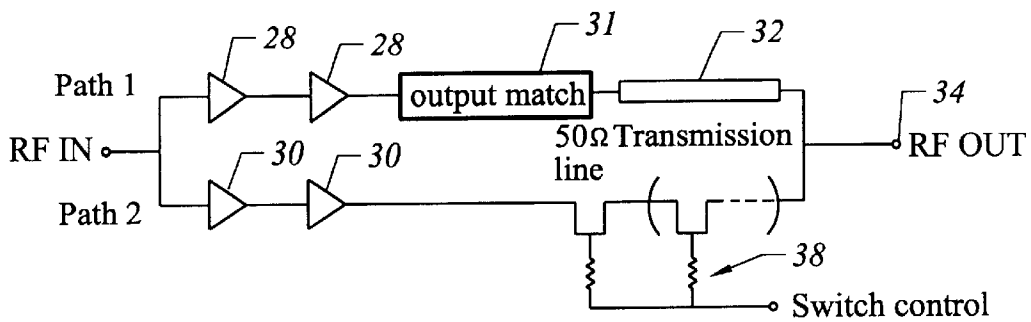 31
32
28
28
Path 1
output match
34
RF IN
50Ω Transmission
line
RF OUT
30
30
Path 2
38
Switch control